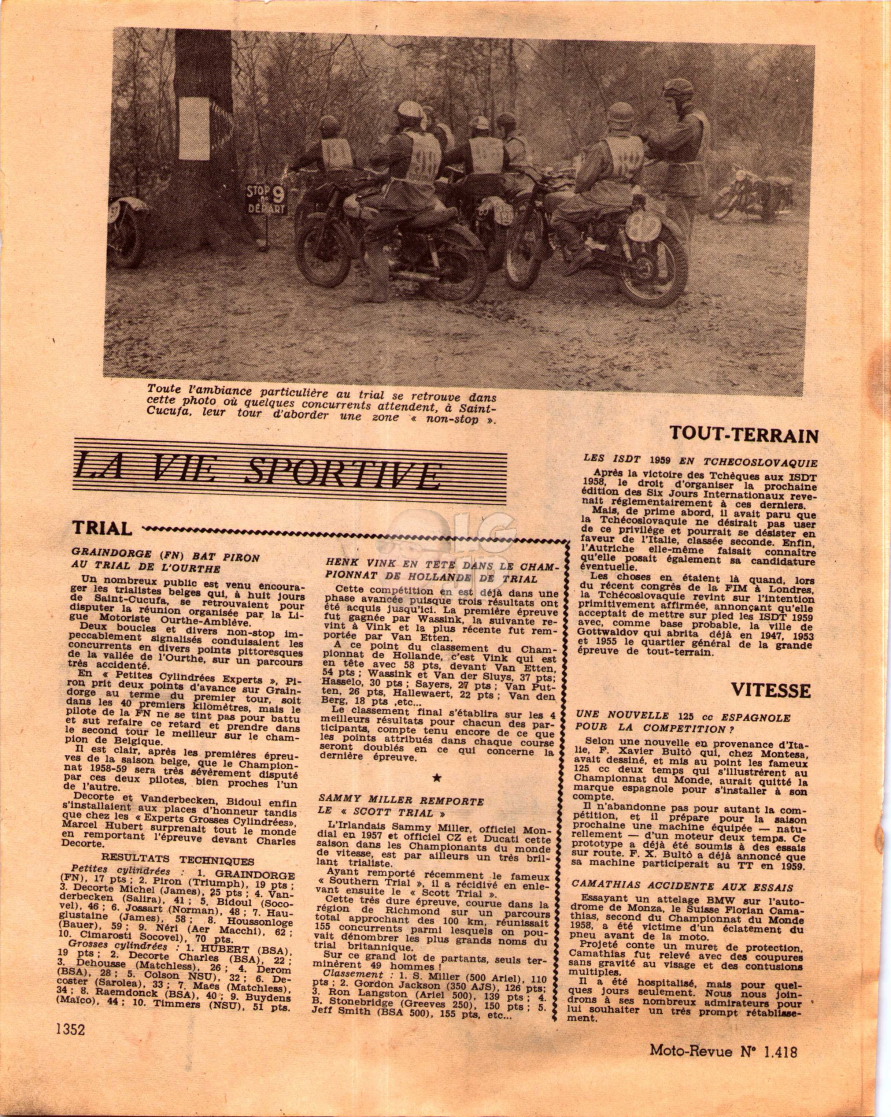 STOP 9
DÉPART
Toute l'ambiance particulière au trial se retrouve dans
cette photo où quelques concurrents attendent, à Saint-
Cucufa, leur tour d'aborder une zone « non-stop ».
LA VIE SPORTIVE
TRIAL
GRAINDORGE (FN) BAT PIRON
AU TRIAL DE L'OURTHE
Un nombreux public est venu encoura-
ger les trialistes belges qui, à huit jours
de Saint-Cucufa, se retrouvaient pour
disputer la réunion organisée par la Li-
gue Motoriste Ourthe-Amblève.
Deux boucles et divers non-stop im-
peccablement signalisés conduisaient les
concurrents en divers points pittoresques
de la vallée de l'Ourthe, sur un parcours
très accidenté.
En « Petites Cylindrées Experts », Pi-
ron prit deux points d'avance sur Grain-
dorge au terme du premier tour, soit
dans les 40 premiers kilomètres, mais le
pilote de la FN ne se tint pas pour battu
et sut refaire ce retard et prendre dans
le second tour le meilleur sur le cham-
pion de Belgique.
Il est clair, après les premières épreu-
ves de la saison belge, que le Champion-
nat 1958-59 sera très sévèrement disputé
par ces deux pilotes, bien proches l'un
de l'autre.
Decorte et Vanderbecken, Bidoul enfin
s'installaient aux places d'honneur tandis
que chez les « Experts Grosses Cylindrées»,
Marcel Hubert surprenait tout le monde
en remportant l'épreuve devant Charles
Decorte.
RESULTATS TECHNIQUES
Petites cylindrées : 1. GRAINDORGE
(FN), 17 pts ; 2. Piron (Triumph), 19 pts ;
3. Decorte Michel (Janea), 25 pts ; 4. Van-
derbecken (Salira), 41 ; 5. Bidoul (Soco-
vel), 46 ; 6. Jossart (Norman), 48 ; 7. Hau-
glustaine (James), 58 ; 8. Houssonloge
(Bauer), 59 ; 9. Néri (Aer Macchi), 62 ;
10. Cimarosti Socovel), 70 pts.
Grosses cylindrées : 1. HUBERT (BSA),
19 pts ; 2. Decorte Charles (BSA), 22 ;
3. Dehousse (Matchless), 26 ; 4. Derom
(BSA), 28 ; 5. Colson NSU), 32 ; 6. De-
coster (Sarolea), 33 ; 7. Maes (Matchless),
34 ; 8. Raemdonck (BSA), 40 ; 9. Buydens
(Maïco), 44 ; 10. Timmers (NSU), 51 pts.
1352
HENK VINK EN TÊTE DANS LE CHAM-
PIONNAT DE HOLLANDE DE TRIAL
Cette compétition en est déjà dans une
phase avancée puisque trois résultats ont
été acquis jusqu'ici. La première épreuve
fut gagnée par Wassink, la suivante re-
vint à Vink et la plus récente fut rem-
portée par Van Etten.
A ce point du classement du Cham-
pionnat de Hollande, c'est Vink qui est
en tête avec 58 pts, devant Van Etten,
54 pts ; Wassink et Van der Sluys, 37 pts;
Hasselo, 30 pts ; Sayers, 27 pts ; Van Put-
ten, 26 pts, Hallewaert, 22 pts ; Van den
Berg, 18 pts ,etc...
Le classement final s'établira sur les 4
meilleurs résultats pour chacun des par-
ticipants, compte tenu encore de ce que
les points attribués dans chaque course
seront doublés en ce qui concerne la
dernière épreuve.
★
SAMMY MILLER REMPORTE
LE « SCOTT TRIAL »
L'Irlandais Sammy Miller, officiel Mon-
dial en 1957 et officiel CZ et Ducati cette
saison dans les Championnats du monde
de vitesse, est par ailleurs un très bril-
lant trialiste.
Ayant remporté récemment le fameux
« Southern Trial », il a récidivé en enle-
vant ensuite le « Scott Trial ».
Cette très dure épreuve, courue dans la
région de Richmond sur un parcours
total approchant des 100 km, réunissait
155 concurrents parmi lesquels on pou-
vait dénombrer les plus grands noms du
trial britannique.
Sur ce grand lot de partants, seuls ter-
minèrent 49 hommes !
Classement : 1. S. Miller (500 Ariel), 110
pts ; 2. Gordon Jackson (350 AJS), 126 pts;
3. Ron Langston (Ariel 500), 139 pts ; 4.
B. Stonebridge (Greeves 250), 150 pts ; 5.
Jeff Smith (BSA 500), 155 pts, etc...
TOUT-TERRAIN
LES ISDT 1959 EN TCHECOSLOVAQUIE
Après la victoire des Tchèques aux ISDT
1958, le droit d'organiser la prochaine
édition des Six Jours Internationaux reve-
nait réglementairement à ces derniers.
Mais, de prime abord, il avait paru que
la Tchécoslovaquie ne désirait pas user
de ce privilège et pourrait se désister en
faveur de l'Italie, classée seconde. Enfin,
l'Autriche elle-même faisait connaître
qu'elle posait également sa candidature
éventuelle.
Les choses en étaient là quand, lors
du récent congrès de la FIM à Londres,
la Tchécoslovaquie revint sur l'intention
primitivement affirmée, annonçant qu'elle
acceptait de mettre sur pied les ISDT 1959
avec, comme base probable, la ville de
Gottwaldov qui abrita déjà en 1947, 1953
et 1955 le quartier général de la grande
épreuve de tout-terrain.
VITESSE
UNE NOUVELLE 125 cc ESPAGNOLE
POUR LA COMPETITION ?
Selon une nouvelle en provenance d'Ita-
lie, F. Xavier Bultò qui, chez Montesa,
avait dessiné, et mis au point les fameux
125 cc deux temps qui s'illustrèrent au
Championnat du Monde, aurait quitté la
marque espagnole pour s'installer à son
compte.
Il n'abandonne pas pour autant la com-
pétition, et il prépare pour la saison
prochaine une machine équipée — natu-
rellement — d'un moteur deux temps. Ce
prototype a déjà été soumis à des essais
sur route. F. X. Bultò a déjà annoncé que
sa machine participerait au TT en 1959.
CAMATHIAS ACCIDENTE AUX ESSAIS
Essayant un attelage BMW sur l'auto-
drome de Monza, le Suisse Florian Cama-
thias, second du Championnat du Monde
1958, a été victime d'un éclatement du
pneu avant de la moto.
Projeté conte un muret de protection,
Camathias fut relevé avec des coupures
sans gravité au visage et des contusions
multiples.
Il a été hospitalisé, mais pour quel-
ques jours seulement. Nous nous join-
drons à ses nombreux admirateurs pour
lui souhaiter un très prompt rétablisse-
ment.
Moto-Revue N° 1.418